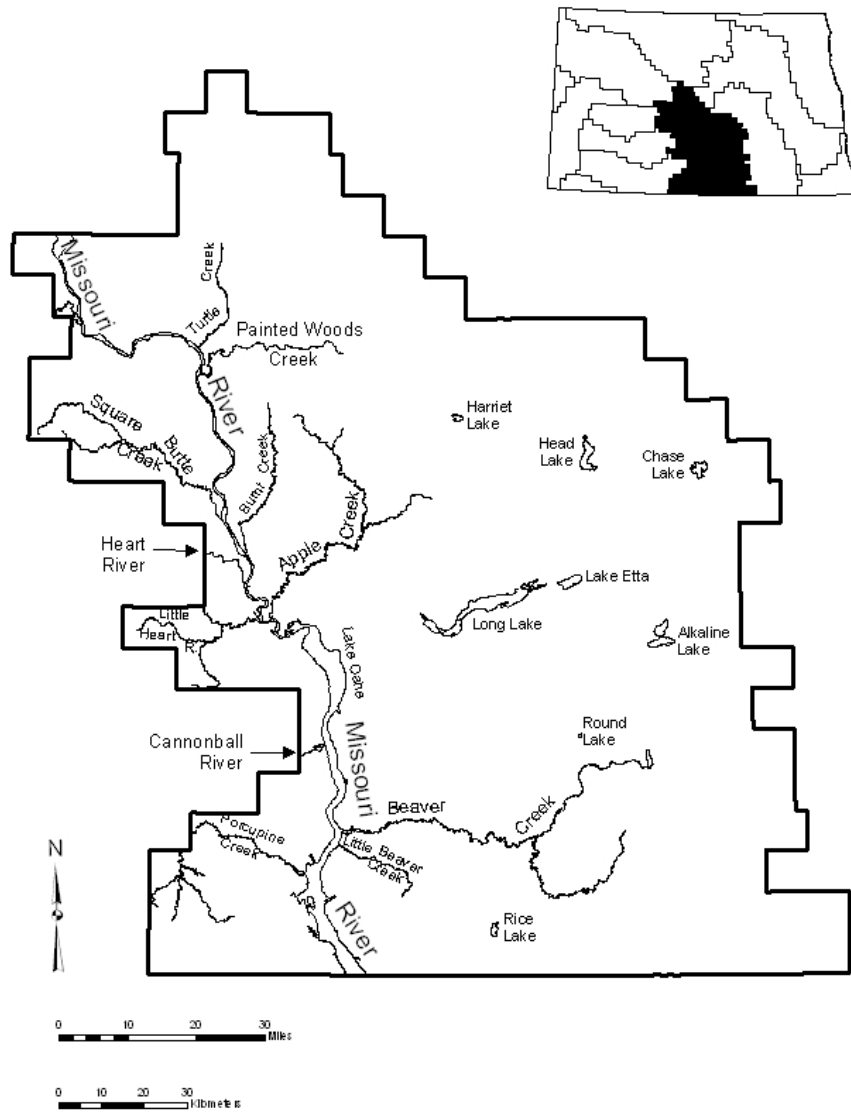 Missouri
River
Creek
Turtle
Painted Woods
Creek
Square
Butte
Creek
Burnt Creek
Harriet
Lake
Head
Lake
Chase
Lake
Apple
Creek
Heart
River
Little
Heart R.
Lake Etta
Long Lake
Alkaline
Lake
Lake Oahe
Missouri
River
Cannonball
River
Round
Lake
Beaver
Creek
Porcupine
Creek
Little Beaver
Creek
Rice
Lake
N
0 10 20 30
Miles
0 10 20 30
Kilometers